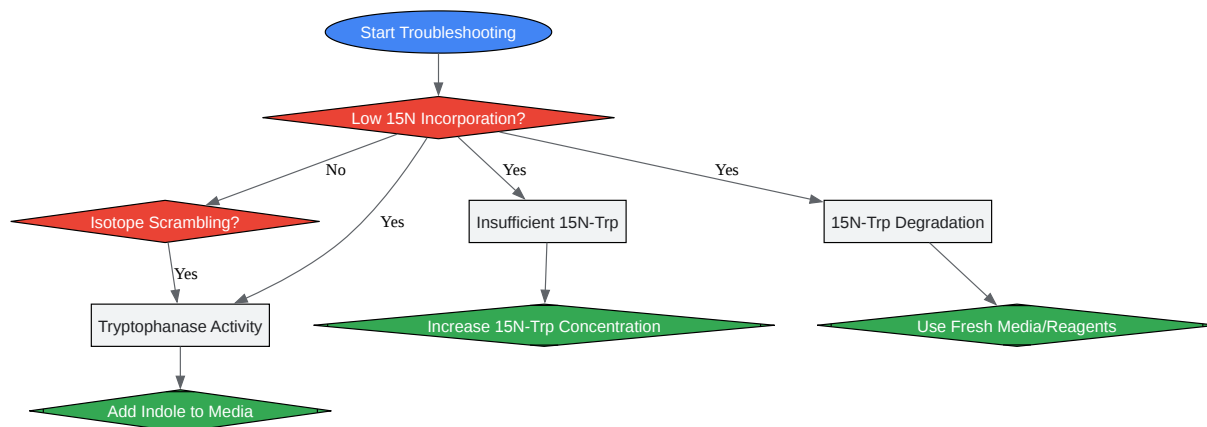 Start Troubleshooting
Low 15N Incorporation?
No
Yes
Yes
Yes
Isotope Scrambling?
Insufficient 15N-Trp
15N-Trp Degradation
Yes
Tryptophanase Activity
Increase 15N-Trp Concentration
Use Fresh Media/Reagents
Add Indole to Media